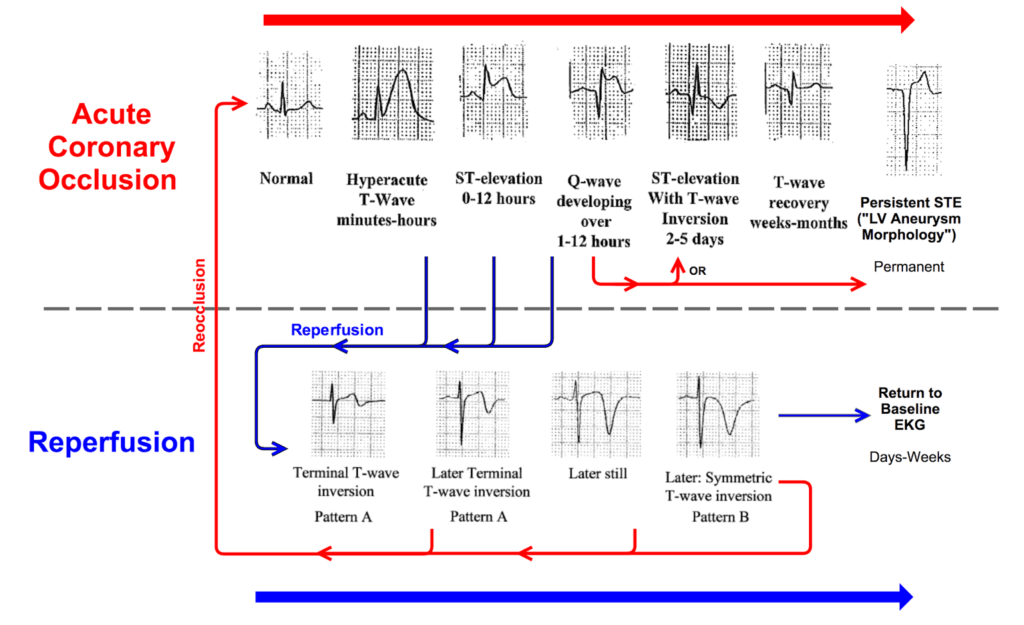 Acute
Coronary
Occlusion
Normal
Hyperacute
T-Wave
minutes-hours
ST-elevation
0-12 hours
Q-wave
developing
over
1-12 hours
ST-elevation
With T-wave
Inversion
2-5 days
T-wave
recovery
weeks-months
Persistent STE
("LV Aneurysm
Morphology")
Permanent
OR
Reocclusion
Reperfusion
Reperfusion
Terminal T-wave
inversion
Pattern A
Later Terminal
T-wave inversion
Pattern A
Later still
Later: Symmetric
T-wave inversion
Pattern B
Return to
Baseline
EKG
Days-Weeks